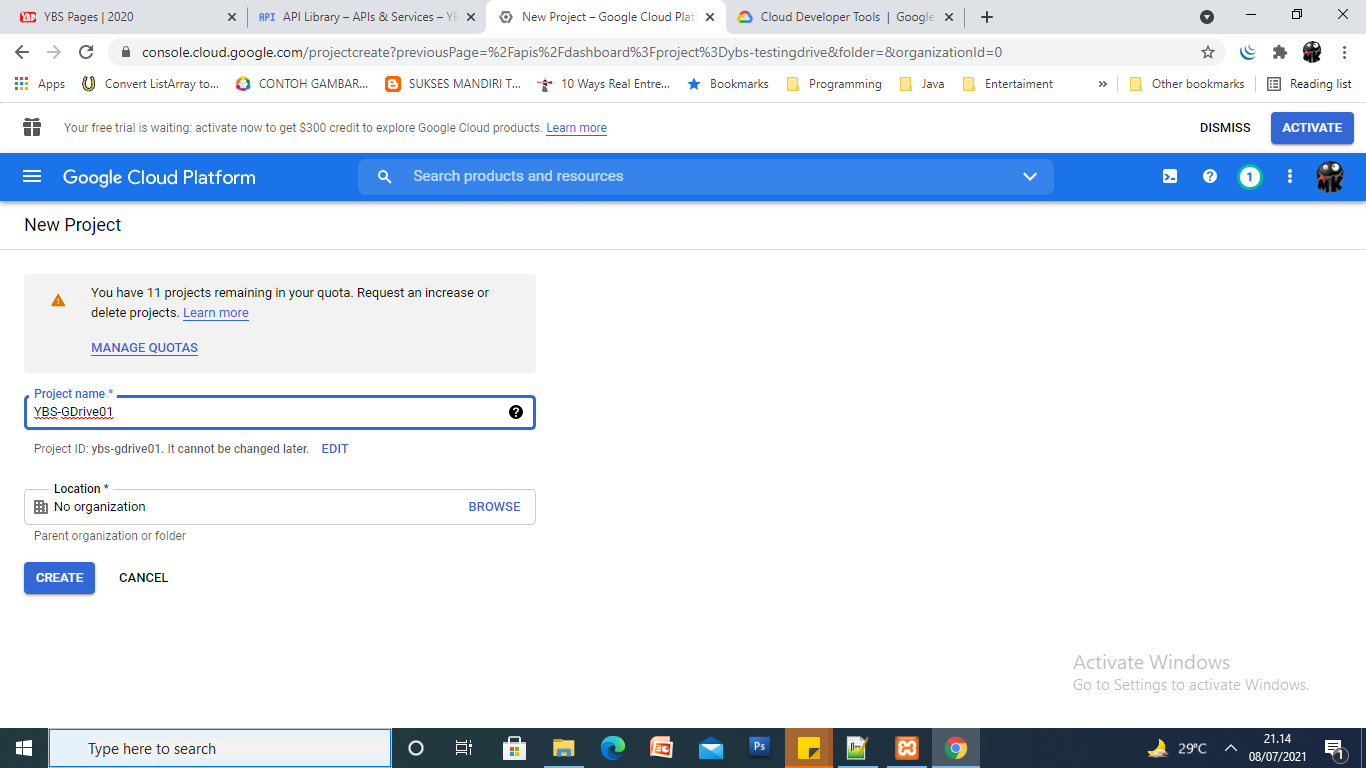 YBS Pages | 2020
API API Library – APIs & Services – YB
New Project – Google Cloud Plat
Cloud Developer Tools | Google
console.cloud.google.com/projectcreate?previousPage=%2Fapis%2Fdashboard%3Fproject%3Dybs-testingdrive&folder=&organizationId=0
Apps
Convert ListArray to...
CONTOH GAMBAR...
SUKSES MANDIRI T...
10 Ways Real Entre...
Bookmarks
Programming
Java
Entertaiment
»
Other bookmarks
Reading list
Your free trial is waiting: activate now to get $300 credit to explore Google Cloud products. Learn more
DISMISS
ACTIVATE
Google Cloud Platform
Search products and resources
1
MK
New Project
You have 11 projects remaining in your quota. Request an increase or
delete projects. Learn more
MANAGE QUOTAS
Project name *
YBS-GDrive01
Project ID: ybs-gdrive01. It cannot be changed later. EDIT
Location *
No organization
BROWSE
Parent organization or folder
CREATE
CANCEL
Activate Windows
Go to Settings to activate Windows.
Type here to search
Ps
29°C
21.14
08/07/2021
1